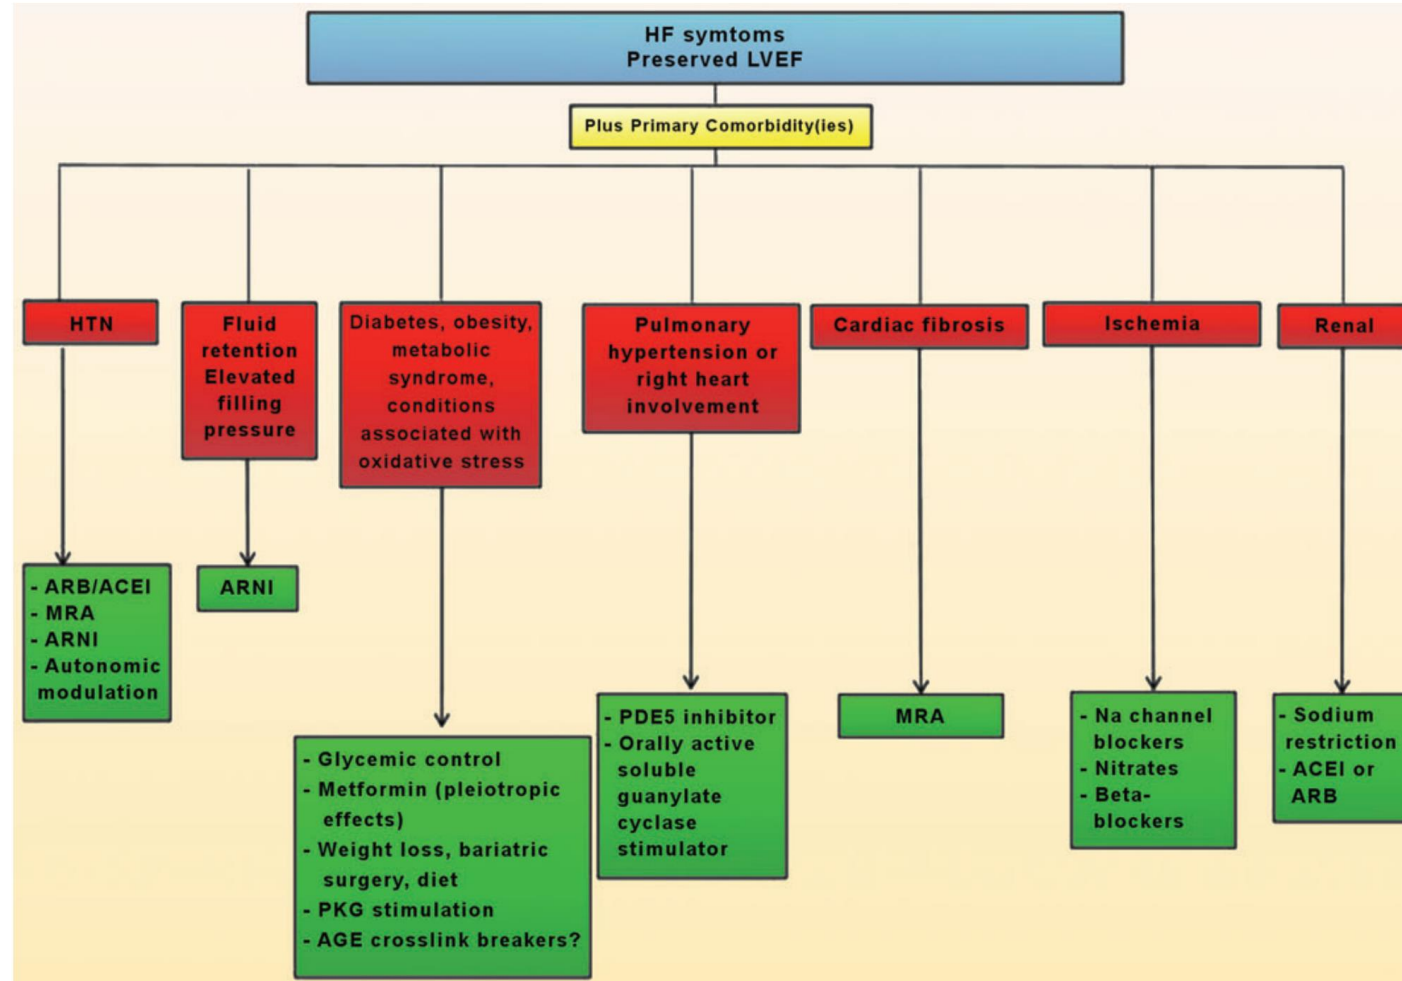 HF symtoms
Preserved LVEF
Plus Primary Comorbidity(ies)
HTN
Fluid
retention
Elevated
filling
pressure
Diabetes, obesity,
metabolic
syndrome,
conditions
associated with
oxidative stress
Pulmonary
hypertension or
right heart
involvement
Cardiac fibrosis
Ischemia
Renal
- ARB/ACEI
- MRA
- ARNI
- Autonomic
modulation
ARNI
- Glycemic control
- Metformin (pleiotropic
effects)
- Weight loss, bariatric
surgery, diet
- PKG stimulation
- AGE crosslink breakers?
- PDE5 inhibitor
- Orally active
soluble
guanylate
cyclase
stimulator
MRA
- Na channel
blockers
- Nitrates
- Beta-
blockers
- Sodium
restriction
- ACEI or
ARB